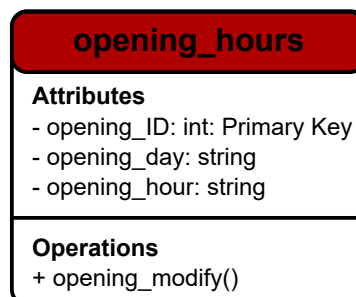 opening_hours
Attributes
- opening_ID: int: Primary Key
- opening_day: string
- opening_hour: string
Operations
+ opening_modify()